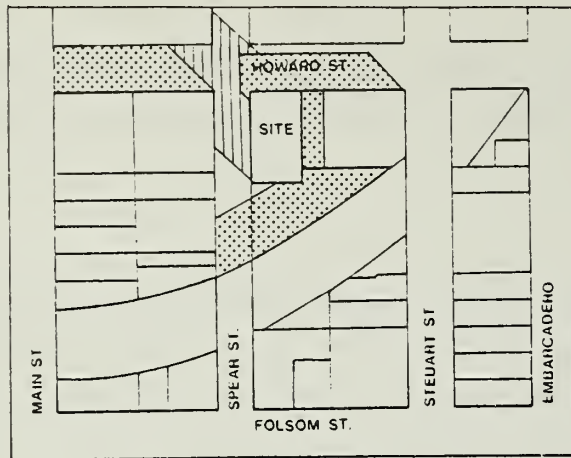 HOWARD ST.
SITE
MAIN ST
SPEAR ST.
STEUART ST
EMBARCADERO
FOLSOM ST.